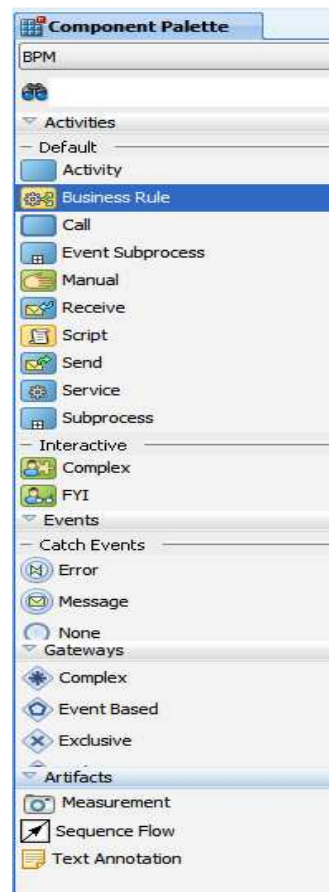 Component Palette
BPM
Activities
Default
Activity
Business Rule
Call
Event Subprocess
Manual
Receive
Script
Send
Service
Subprocess
Interactive
Complex
FYI
Events
Catch Events
Error
Message
None
Gateways
Complex
Event Based
Exclusive
Artifacts
Measurement
Sequence Flow
Text Annotation